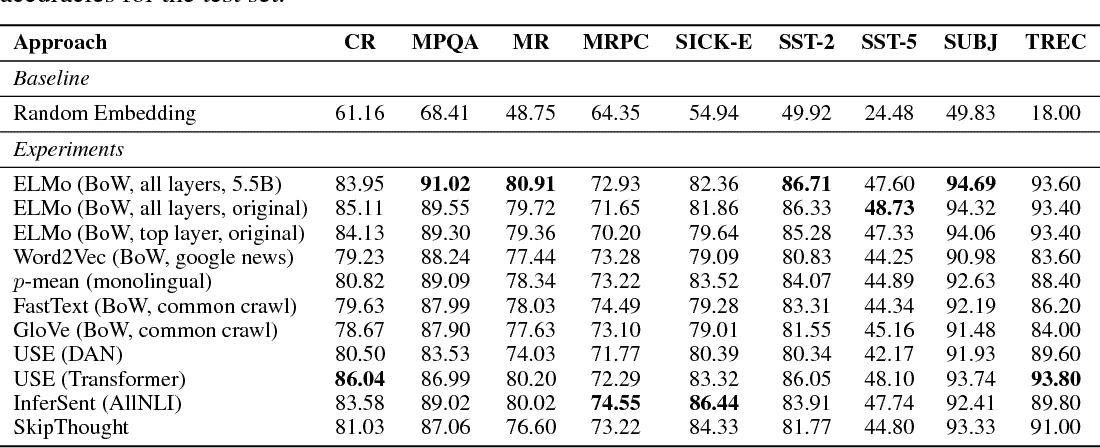 accuracies for the test set.
Approach CR MPQA MR MRPC SICK-E SST-2 SST-5 SUBJ TREC
Baseline
Random Embedding 61.16 68.41 48.75 64.35 54.94 49.92 24.48 49.83 18.00
Experiments
ELMo (BoW, all layers, 5.5B) 83.95 91.02 80.91 72.93 82.36 86.71 47.60 94.69 93.60
ELMo (BoW, all layers, original) 85.11 89.55 79.72 71.65 81.86 86.33 48.73 94.32 93.40
ELMo (BoW, top layer, original) 84.13 89.30 79.36 70.20 79.64 85.28 47.33 94.06 93.40
Word2Vec (BoW, google news) 79.23 88.24 77.44 73.28 79.09 80.83 44.25 90.98 83.60
p-mean (monolingual) 80.82 89.09 78.34 73.22 83.52 84.07 44.89 92.63 88.40
FastText (BoW, common crawl) 79.63 87.99 78.03 74.49 79.28 83.31 44.34 92.19 86.20
GloVe (BoW, common crawl) 78.67 87.90 77.63 73.10 79.01 81.55 45.16 91.48 84.00
USE (DAN) 80.50 83.53 74.03 71.77 80.39 80.34 42.17 91.93 89.60
USE (Transformer) 86.04 86.99 80.20 72.29 83.32 86.05 48.10 93.74 93.80
InferSent (AllNLI) 83.58 89.02 80.02 74.55 86.44 83.91 47.74 92.41 89.80
SkipThought 81.03 87.06 76.60 73.22 84.33 81.77 44.80 93.33 91.00